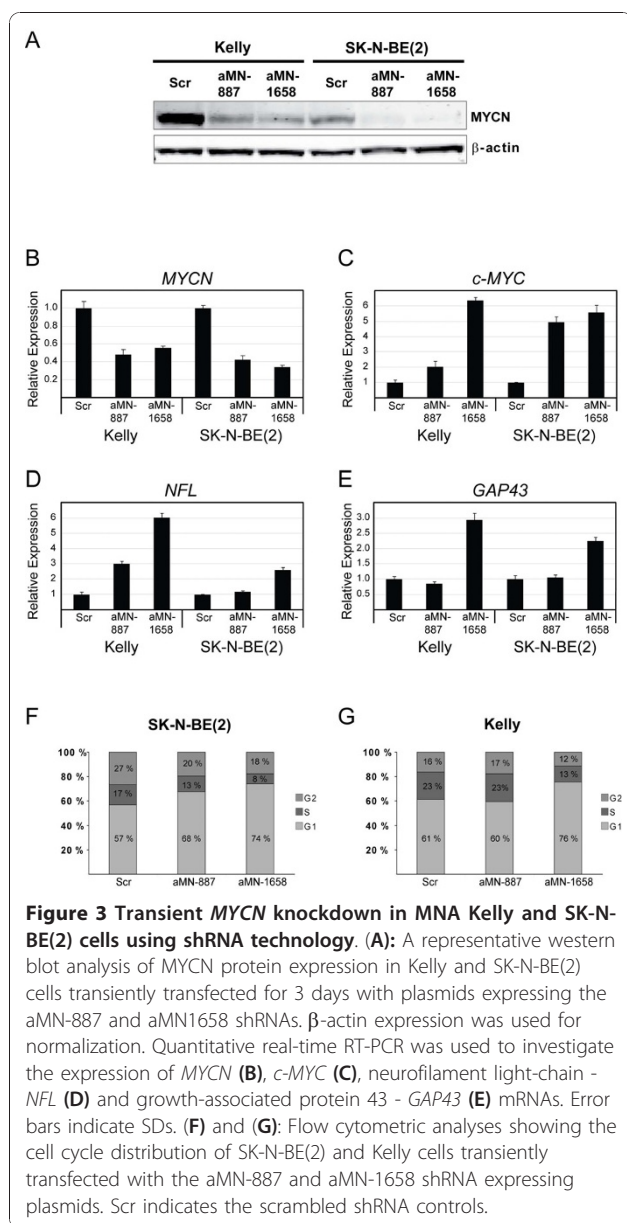 A
Kelly SK-N-BE(2)
Scr aMN-887 aMN-1658 Scr aMN-887 aMN-1658
MYCN
β-actin
B
MYCN
Relative Expression
1.0
0.8
0.6
0.4
0.2
Scr aMN-887 aMN-1658 Scr aMN-887 aMN-1658
Kelly SK-N-BE(2)
C
c-MYC
Relative Expression
6
5
4
3
2
1
Scr aMN-887 aMN-1658 Scr aMN-887 aMN-1658
Kelly SK-N-BE(2)
D
NFL
Relative Expression
6
5
4
3
2
1
Scr aMN-887 aMN-1658 Scr aMN-887 aMN-1658
Kelly SK-N-BE(2)
E
GAP43
Relative Expression
3.0
2.5
2.0
1.5
1.0
0.5
Scr aMN-887 aMN-1658 Scr aMN-887 aMN-1658
Kelly SK-N-BE(2)
F
SK-N-BE(2)
100 %
80 %
60 %
40 %
20 %
27 % 20 % 18 %
17 % 13 % 8 %
57 % 68 % 74 %
G2
S
G1
Scr aMN-887 aMN-1658
G
Kelly
100 %
80 %
60 %
40 %
20 %
16 % 17 % 12 %
23 % 23% 13 %
61 % 60 % 76 %
G2
S
G1
Scr aMN-887 aMN-1658
Figure 3 Transient MYCN knockdown in MNA Kelly and SK-N-
BE(2) cells using shRNA technology. (A): A representative western
blot analysis of MYCN protein expression in Kelly and SK-N-BE(2)
cells transiently transfected for 3 days with plasmids expressing the
aMN-887 and aMN1658 shRNAs. β-actin expression was used for
normalization. Quantitative real-time RT-PCR was used to investigate
the expression of MYCN (B), c-MYC (C), neurofilament light-chain -
NFL (D) and growth-associated protein 43 - GAP43 (E) mRNAs. Error
bars indicate SDs. (F) and (G): Flow cytometric analyses showing the
cell cycle distribution of SK-N-BE(2) and Kelly cells transiently
transfected with the aMN-887 and aMN-1658 shRNA expressing
plasmids. Scr indicates the scrambled shRNA controls.